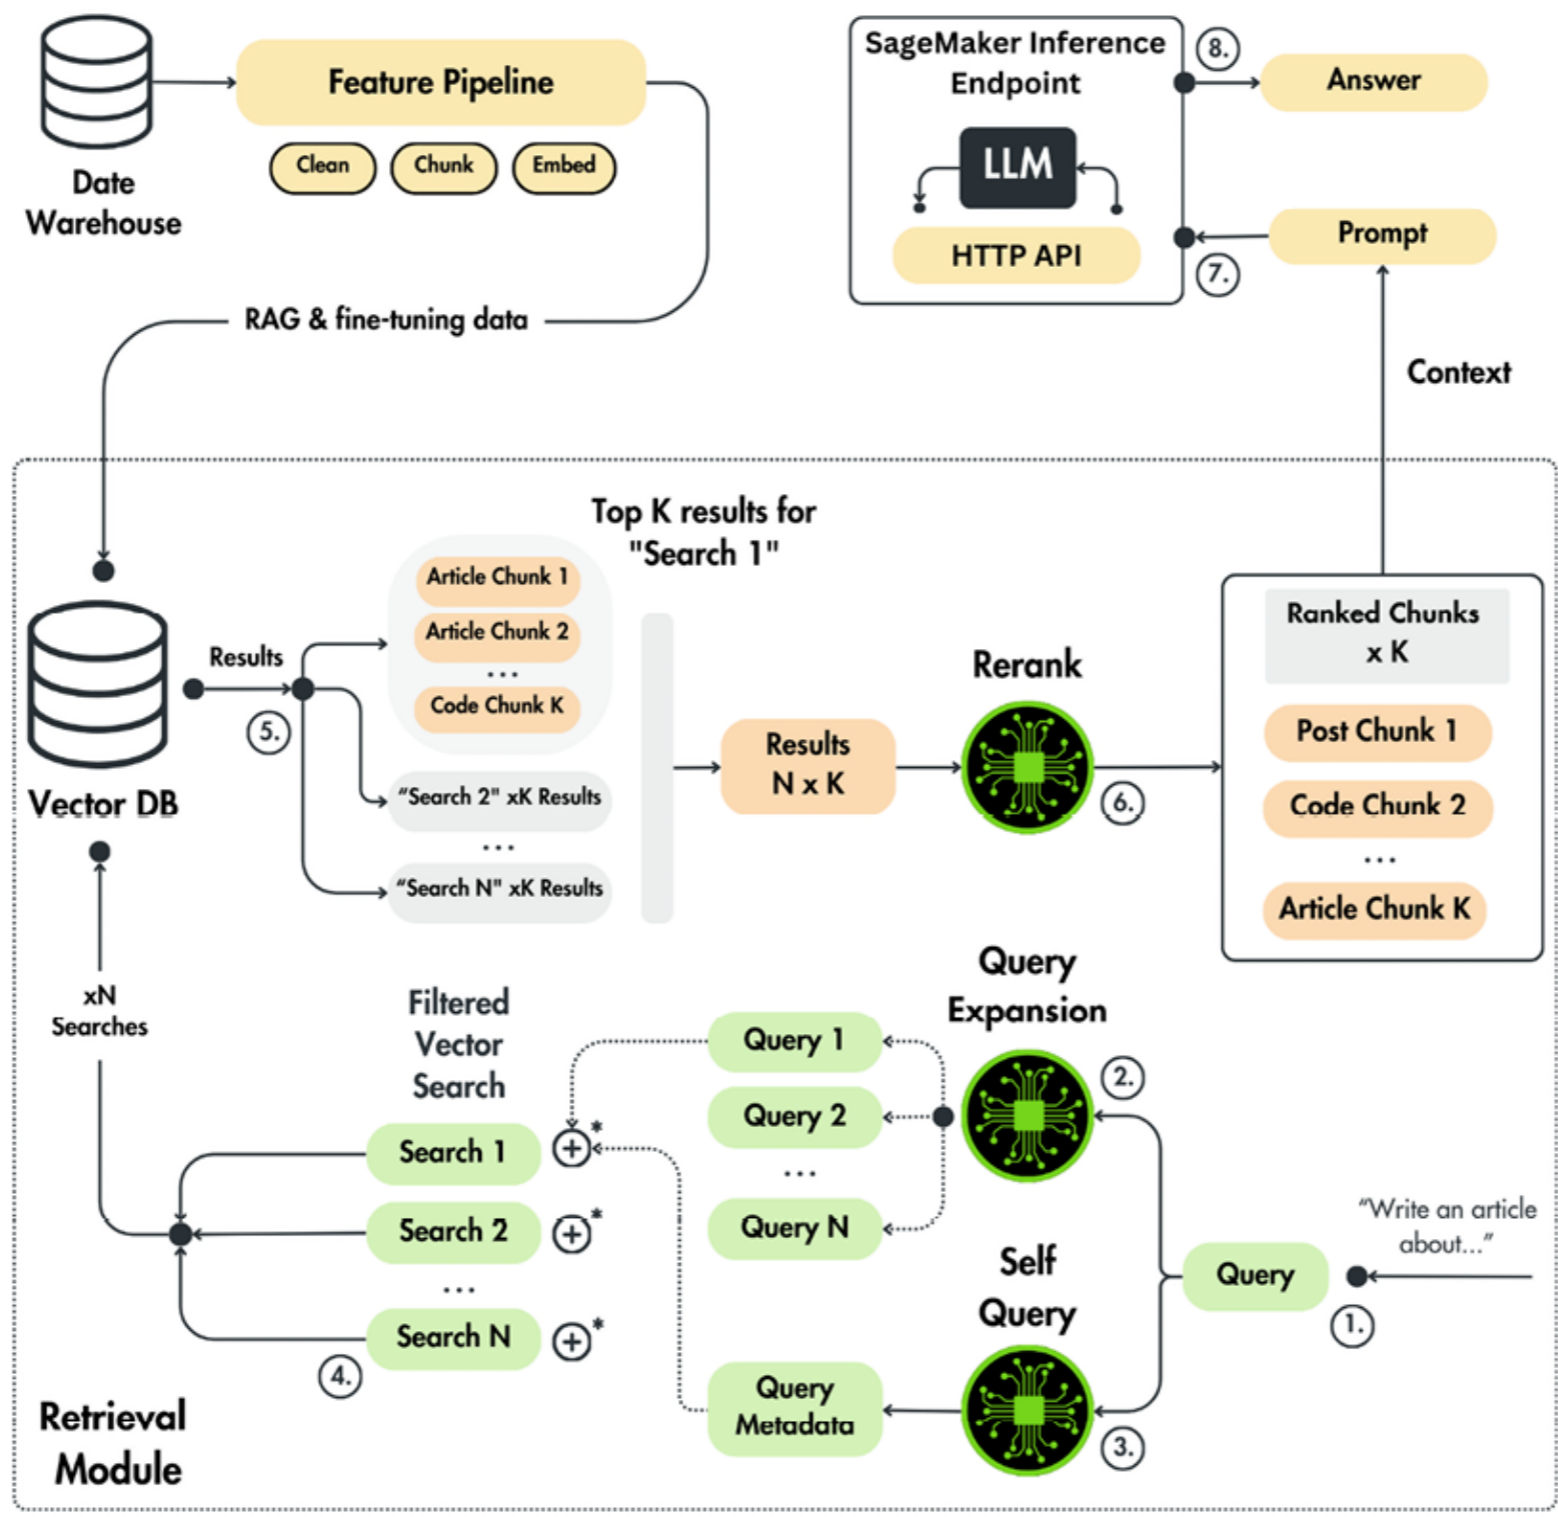 Date
Warehouse
Feature Pipeline
Clean
Chunk
Embed
RAG & fine-tuning data
SageMaker Inference
Endpoint
LLM
HTTP API
8.
Answer
7.
Prompt
Context
Top K results for
"Search 1"
Article Chunk 1
Article Chunk 2
...
Code Chunk K
Results
5.
Vector DB
“Search 2" xK Results
...
“Search N" xK Results
Results
N x K
Rerank
6.
Ranked Chunks
x K
Post Chunk 1
Code Chunk 2
...
Article Chunk K
xN
Searches
Filtered
Vector
Search
Search 1
+*
Search 2
+*
...
Search N
+*
4.
Query 1
Query 2
...
Query N
Query
Expansion
2.
Self
Query
3.
Query
Metadata
Query
“Write an article
about...”
1.
Retrieval
Module